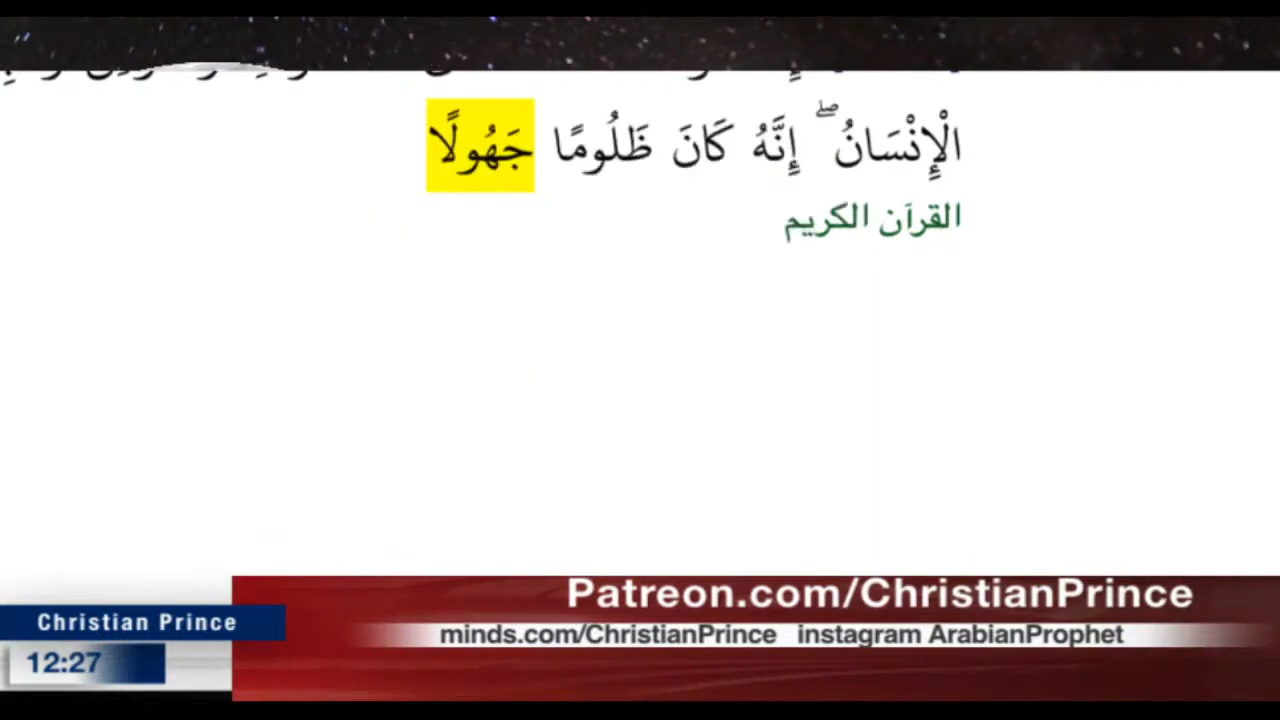 الْإِنْسَانُ ۖ إِنَّهُ كَانَ ظَلُومًا جَهُولًا
القرآن الكريم
Patreon.com/ChristianPrince
Christian Prince
minds.com/ChristianPrince instagram ArabianProphet
12:27